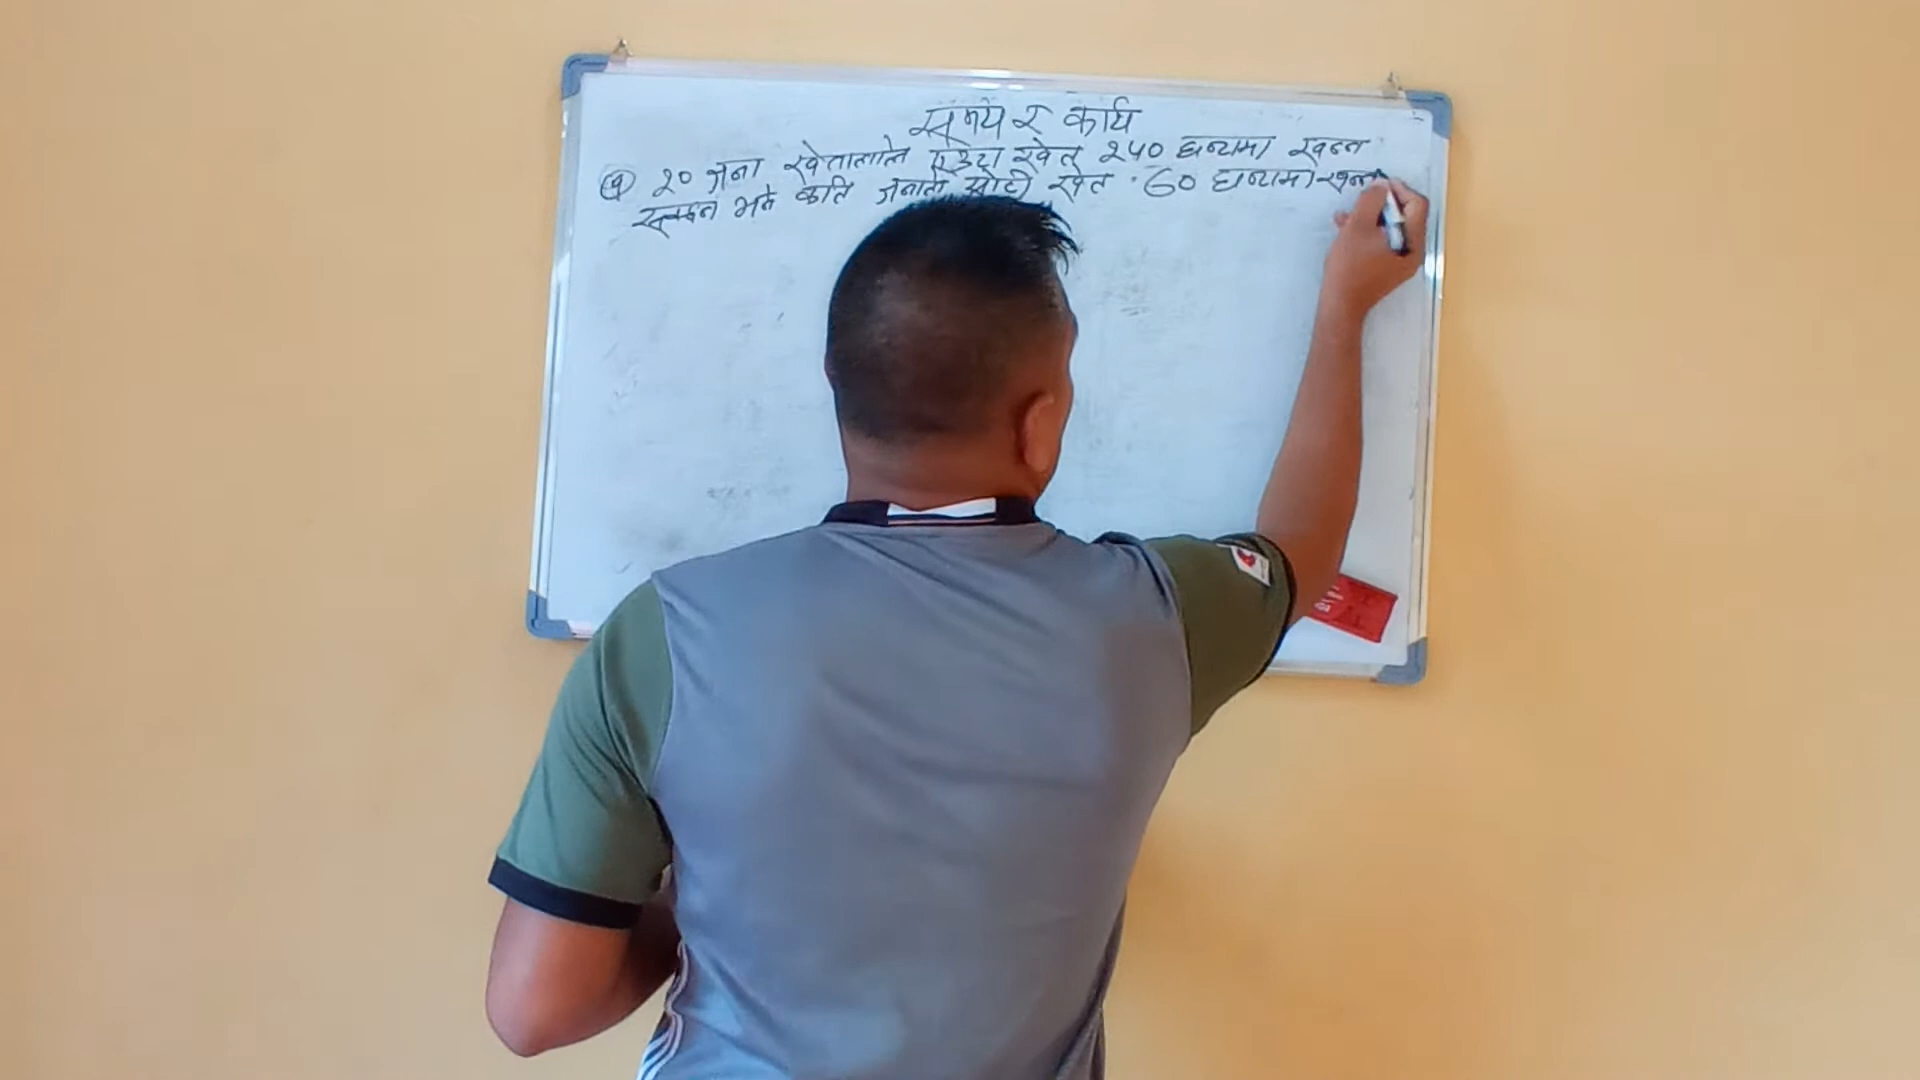 समय र कार्य
(१) २० जना खेतालाले एउटा खेत २४० घन्टामा खन्न
सक्छन भने कति जनाले सोही खेत ६० घन्टामा खन्न